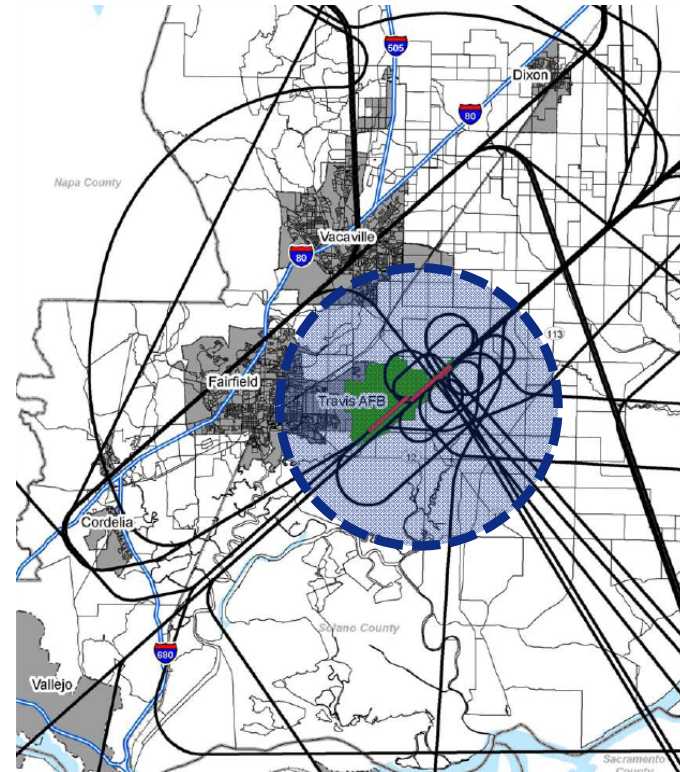 505
Dixon
80
Napa County
Vacaville
80
113
Fairfield
Travis AFB
12
Cordelia
Solano County
680
Vallejo
Sacramento
County